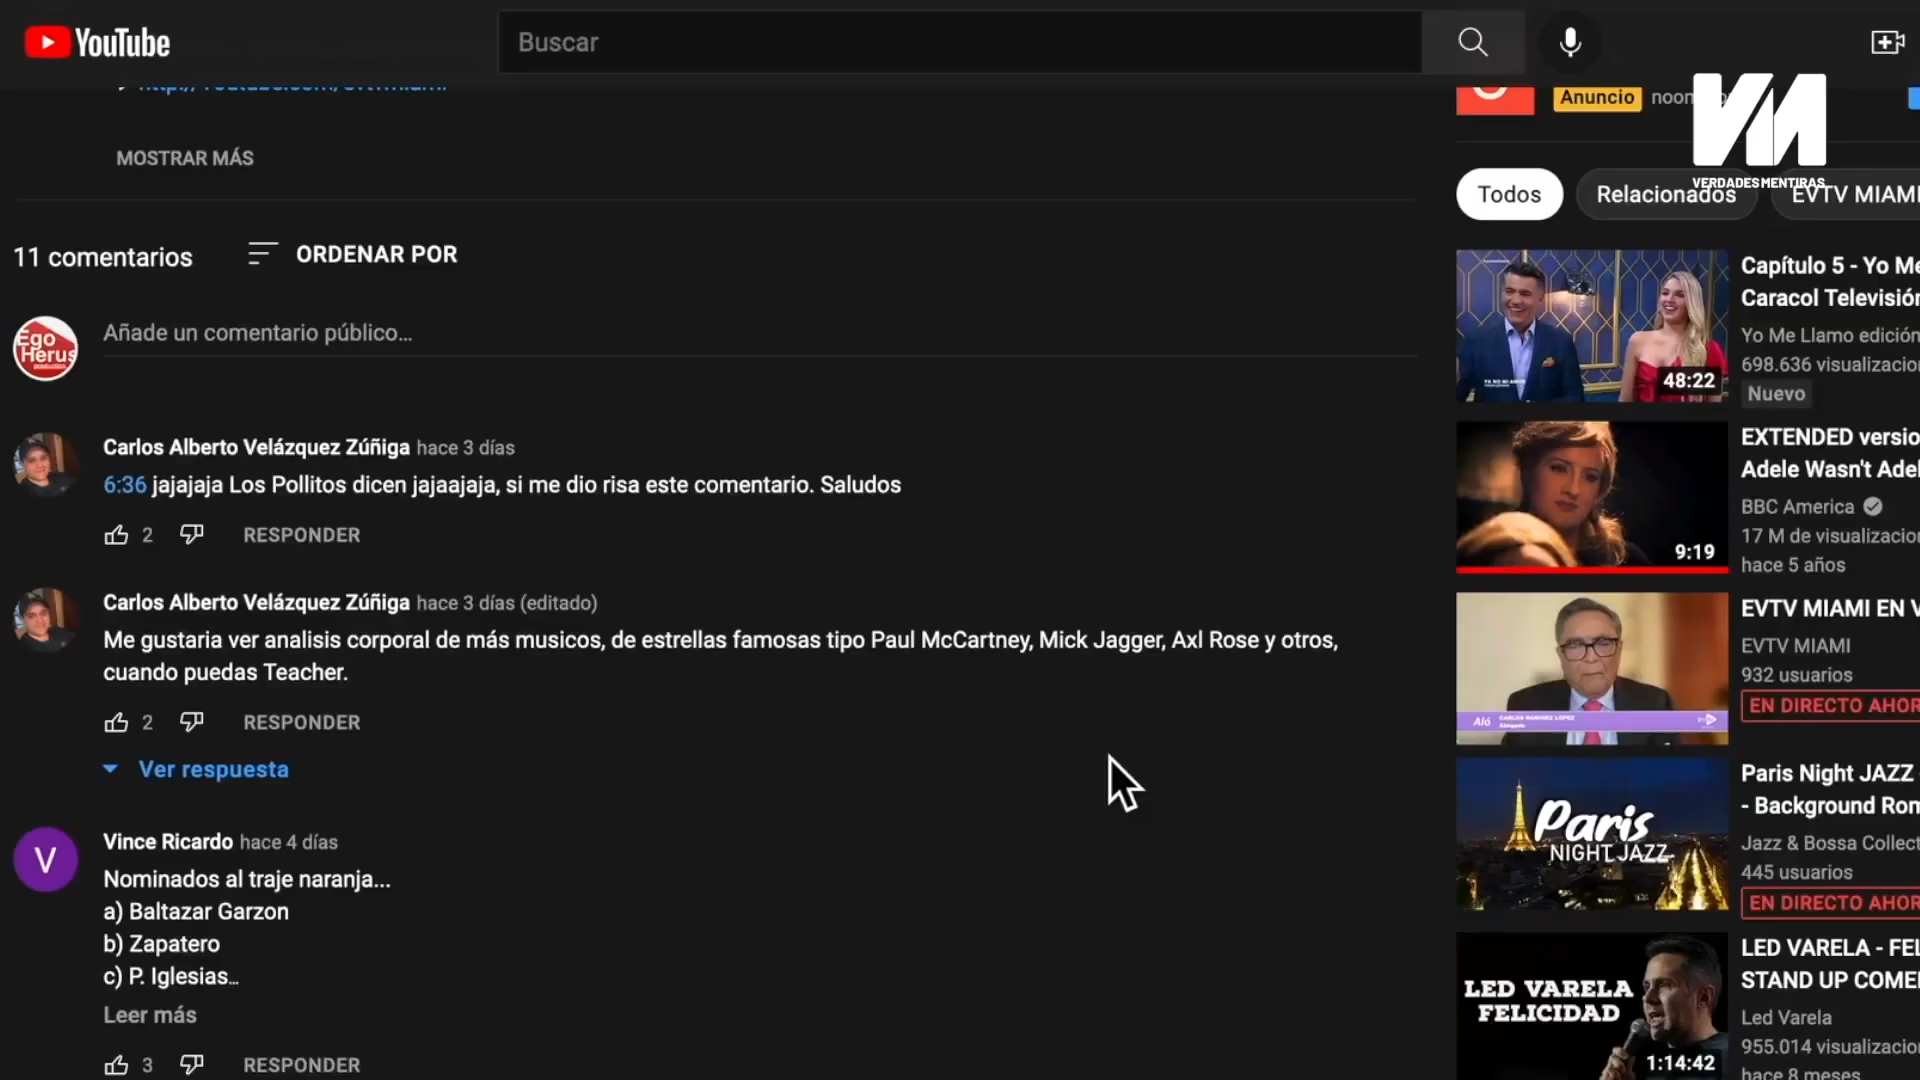 YouTube
Buscar
MOSTRAR MÁS
11 comentarios
ORDENAR POR
Añade un comentario público...
Ego
Herus
Carlos Alberto Velázquez Zúñiga hace 3 días
6:36 jajajaja Los Pollitos dicen jajaajaja, si me dio risa este comentario. Saludos
2
RESPONDER
Carlos Alberto Velázquez Zúñiga hace 3 días (editado)
Me gustaria ver analisis corporal de más musicos, de estrellas famosas tipo Paul McCartney, Mick Jagger, Axl Rose y otros,
cuando puedas Teacher.
2
RESPONDER
Ver respuesta
V
Vince Ricardo hace 4 días
Nominados al traje naranja...
a) Baltazar Garzon
b) Zapatero
c) P. Iglesias...
Leer más
3
RESPONDER
Anuncio
VM
VERDADES MENTIRAS
Todos
Relacionados
EVTV MIAMI
48:22
Capítulo 5 - Yo Me
Caracol Televisión
Yo Me Llamo edición
698.636 visualizacio
Nuevo
9:19
EXTENDED versio
Adele Wasn't Adel
BBC America
17 M de visualizacio
hace 5 años
Aló
EVTV MIAMI EN V
EVTV MIAMI
932 usuarios
EN DIRECTO AHOR
Paris
NIGHT JAZZ
Paris Night JAZZ
- Background Rom
Jazz & Bossa Collect
445 usuarios
EN DIRECTO AHOR
LED VARELA
FELICIDAD
1:14:42
LED VARELA - FEL
STAND UP COME
Led Varela
955.014 visualizacio
hace 8 meses